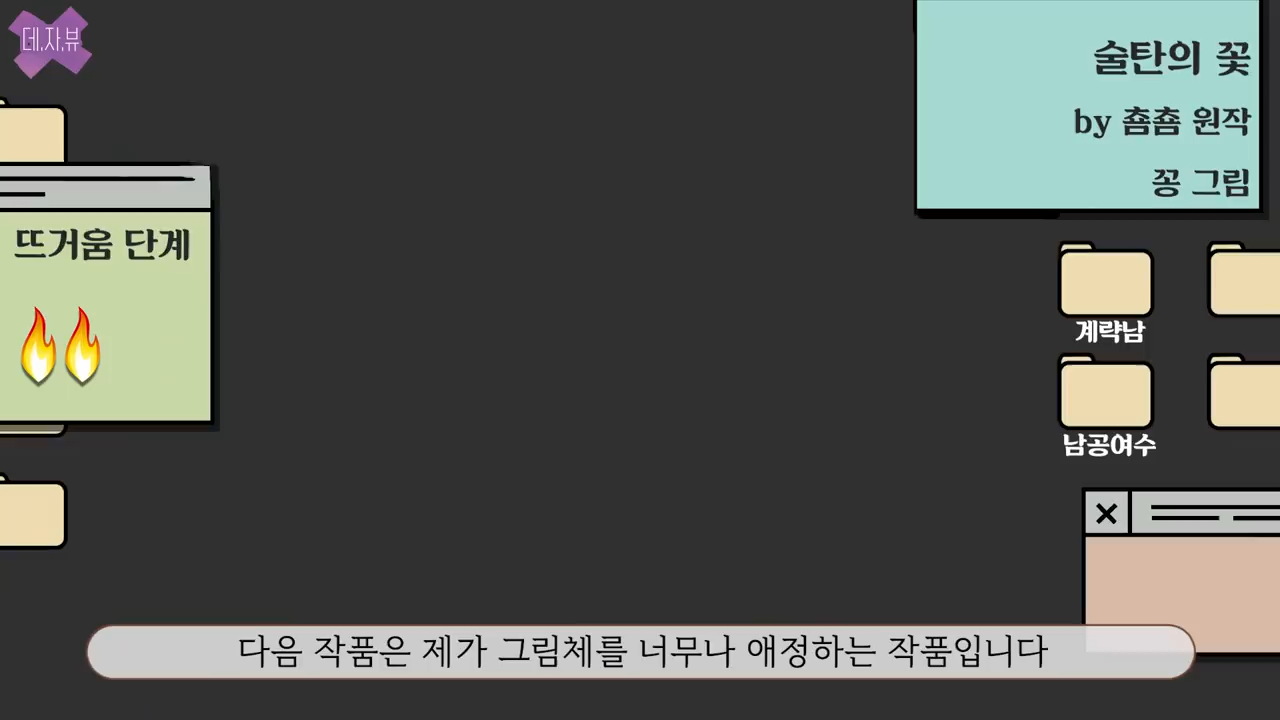 데.자.뷰
술탄의 꽃
by 춈춈 원작
꽁 그림
뜨거움 단계
계략남
남공여수
다음 작품은 제가 그림체를 너무나 애정하는 작품입니다